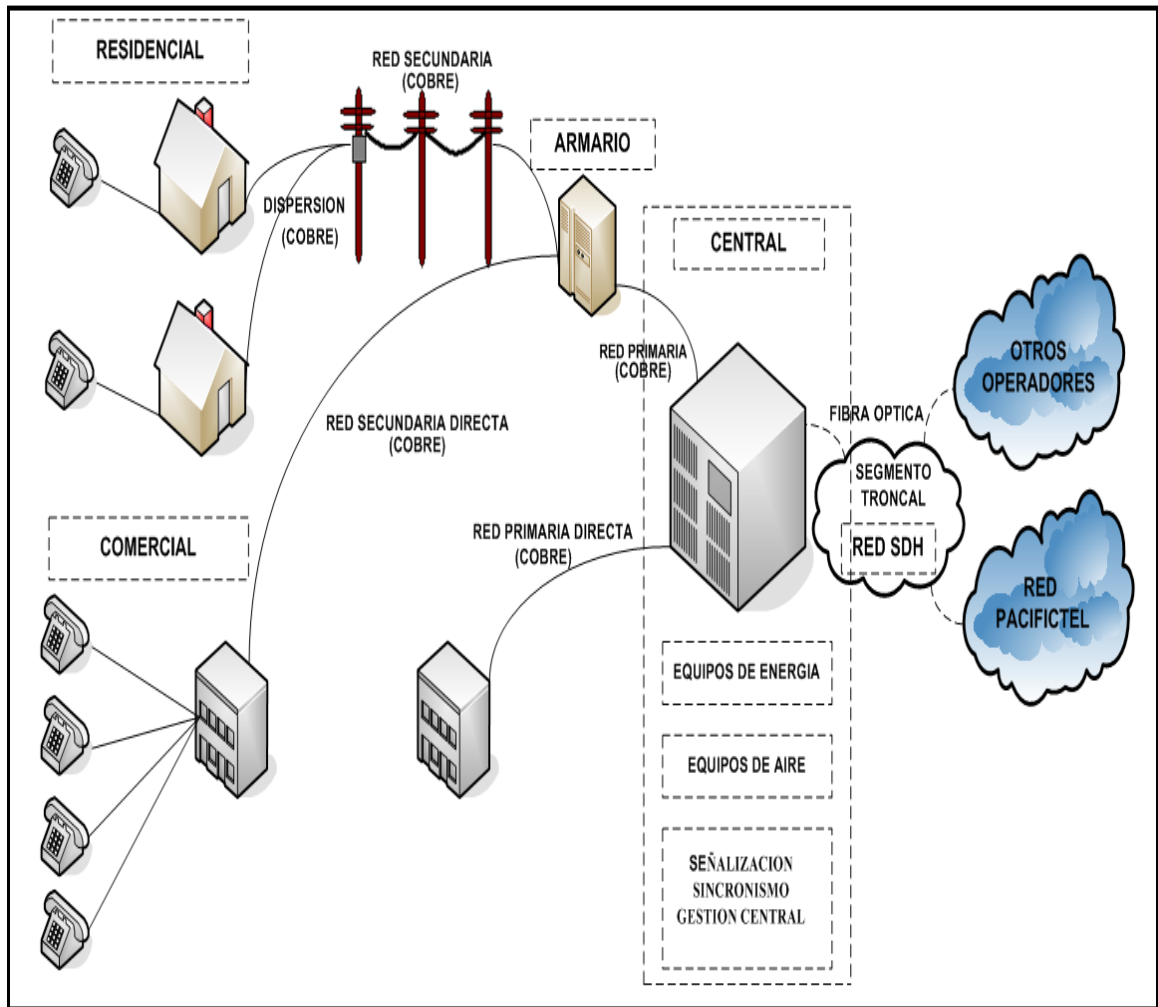 RESIDENCIAL
RED SECUNDARIA
(COBRE)
ARMARIO
DISPERSION
(COBRE)
CENTRAL
RED PRIMARIA
(COBRE)
OTROS
OPERADORES
RED SECUNDARIA DIRECTA
(COBRE)
FIBRA OPTICA
SEGMENTO
TRONCAL
RED SDH
COMERCIAL
RED PRIMARIA DIRECTA
(COBRE)
RED
PACIFICTEL
EQUIPOS DE ENERGIA
EQUIPOS DE AIRE
SEÑALIZACION
SINCRONISMO
GESTION CENTRAL